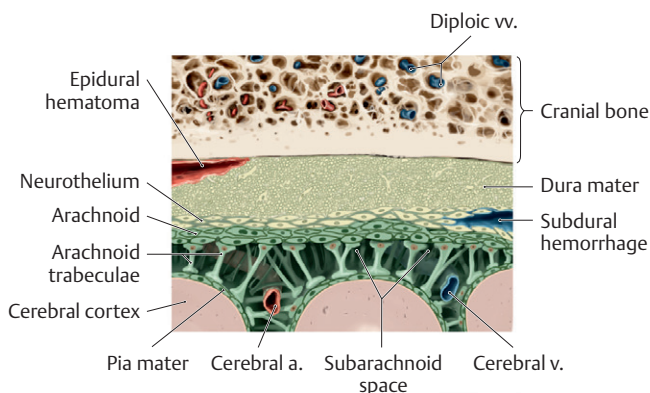 Diploic vv.
Epidural
hematoma
Cranial bone
Neurothelium
Dura mater
Arachnoid
Subdural
hemorrhage
Arachnoid
trabeculae
Cerebral cortex
Pia mater
Cerebral a.
Subarachnoid
space
Cerebral v.